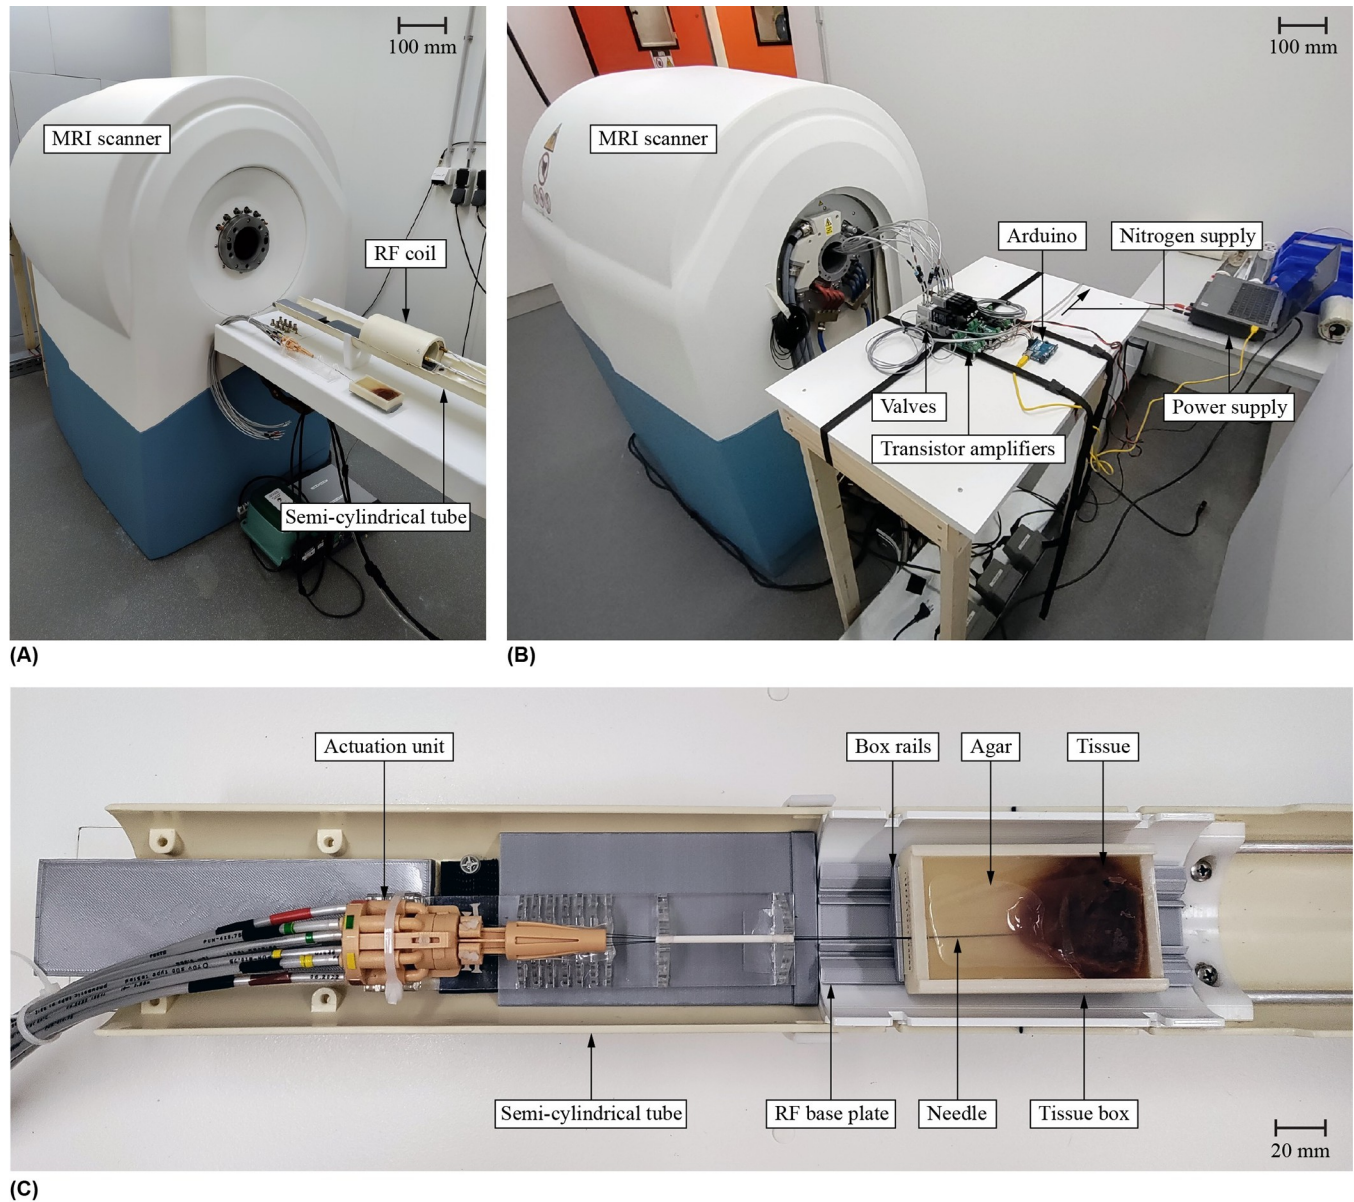 100 mm
MRI scanner
RF coil
Semi-cylindrical tube
(A)
100 mm
MRI scanner
Arduino
Nitrogen supply
Valves
Power supply
Transistor amplifiers
(B)
Actuation unit
Box rails
Agar
Tissue
Semi-cylindrical tube
RF base plate
Needle
Tissue box
20 mm
(C)